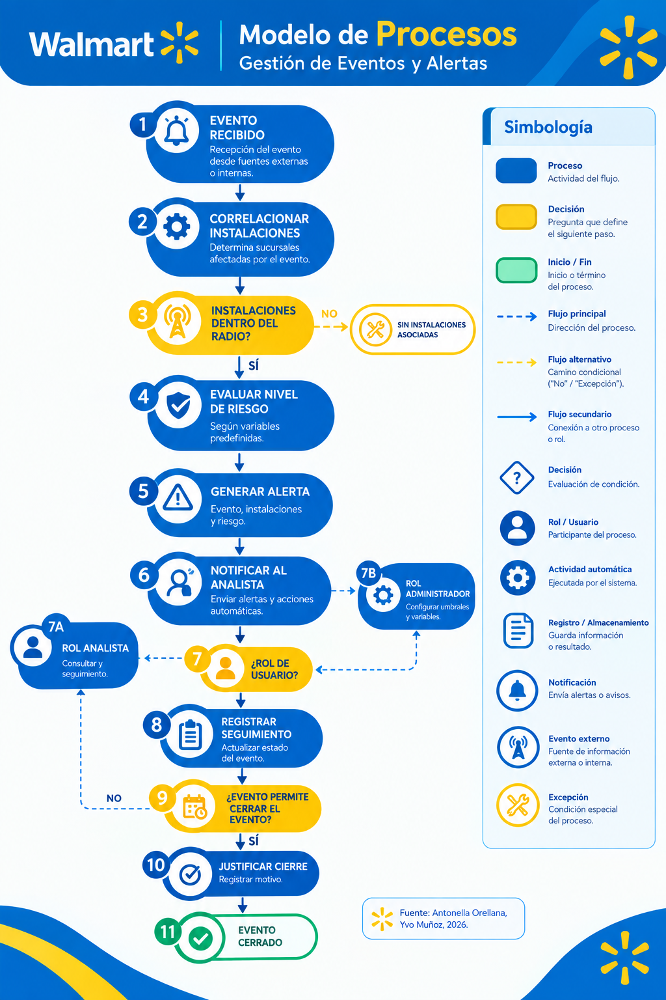 Walmart
Modelo de Procesos
Gestión de Eventos y Alertas
1
EVENTO
RECIBIDO
Recepción del evento
desde fuentes externas
o internas.
2
CORRELACIONAR
INSTALACIONES
Determina sucursales
afectadas por el evento.
3
INSTALACIONES
DENTRO DEL
RADIO?
NO
SIN INSTALACIONES
ASOCIADAS
SÍ
4
EVALUAR NIVEL
DE RIESGO
Según variables
predefinidas.
5
GENERAR ALERTA
Evento, instalaciones
y riesgo.
6
NOTIFICAR AL
ANALISTA
Enviar alertas y acciones
automáticas.
7B
ROL
ADMINISTRADOR
Configurar umbrales
y variables.
7A
ROL ANALISTA
Consultar y
seguimiento.
7
¿ROL DE
USUARIO?
8
REGISTRAR
SEGUIMIENTO
Actualizar estado
del evento.
9
¿EVENTO PERMITE
CERRAR EL
EVENTO?
NO
SÍ
10
JUSTIFICAR CIERRE
Registrar motivo.
11
EVENTO
CERRADO
Simbología
Proceso
Actividad del flujo.
Decisión
Pregunta que define
el siguiente paso.
Inicio / Fin
Inicio o término
del proceso.
Flujo principal
Dirección del proceso.
Flujo alternativo
Camino condicional
("No" / "Excepción").
Flujo secundario
Conexión a otro proceso
o rol.
?
Decisión
Evaluación de condición.
Rol / Usuario
Participante del proceso.
Actividad automática
Ejecutada por el sistema.
Registro / Almacenamiento
Guarda información
o resultado.
Notificación
Envía alertas o avisos.
Evento externo
Fuente de información
externa o interna.
Excepción
Condición especial
del proceso.
Fuente: Antonella Orellana,
Yvo Muñoz, 2026.